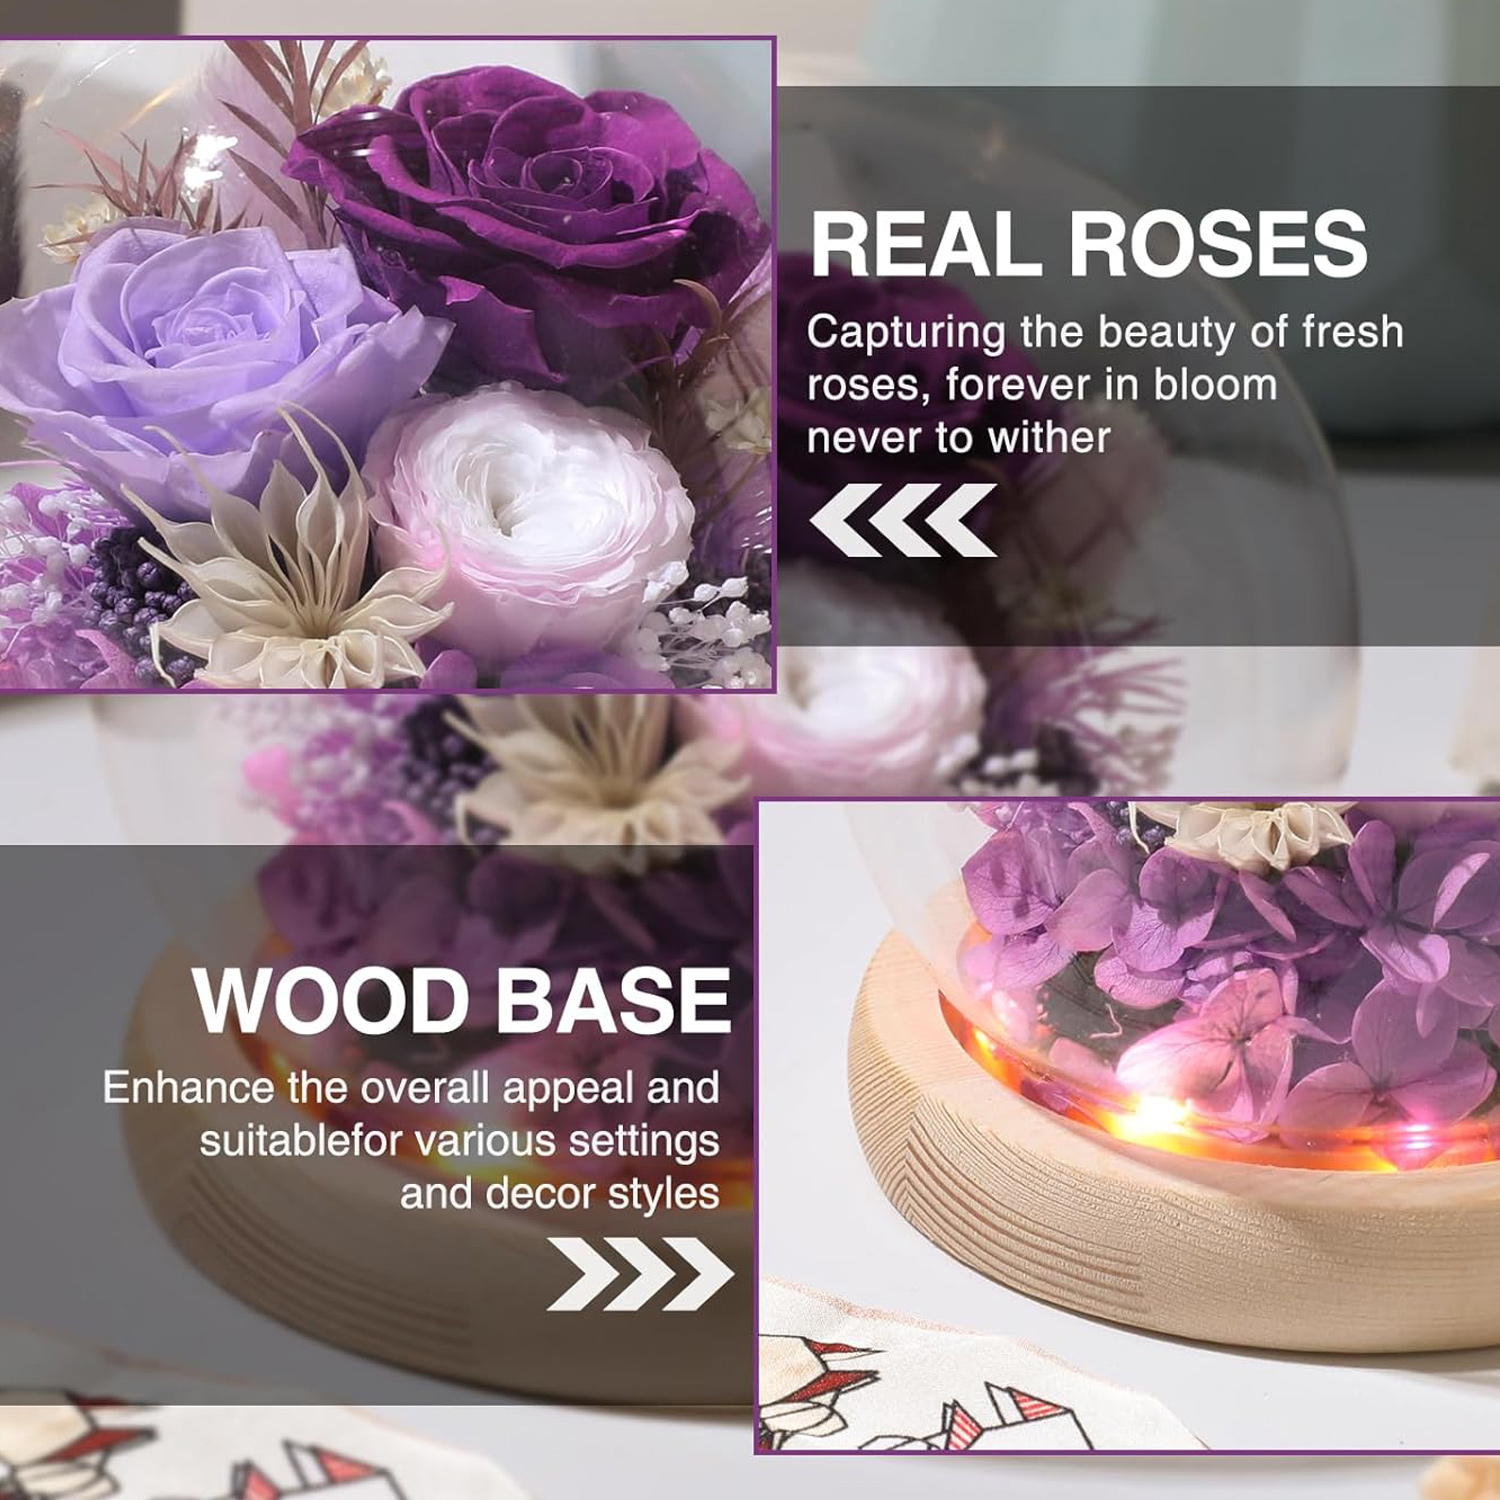 REAL ROSES
Capturing the beauty of fresh
roses, forever in bloom
never to wither
WOOD BASE
Enhance the overall appeal and
suitablefor various settings
and decor styles